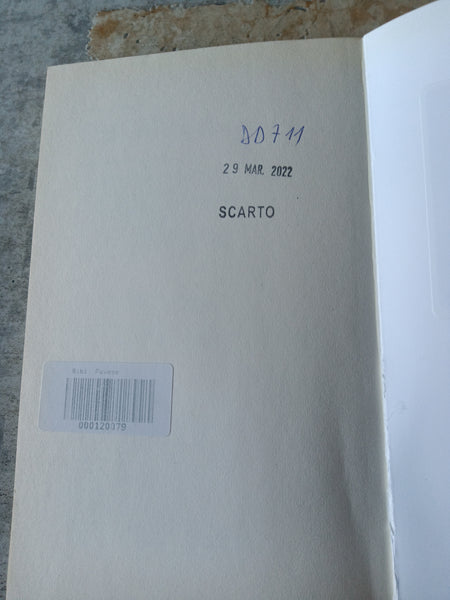 DD711
29 MAR. 2022
SCARTO
Bibl. Pavese
000120379